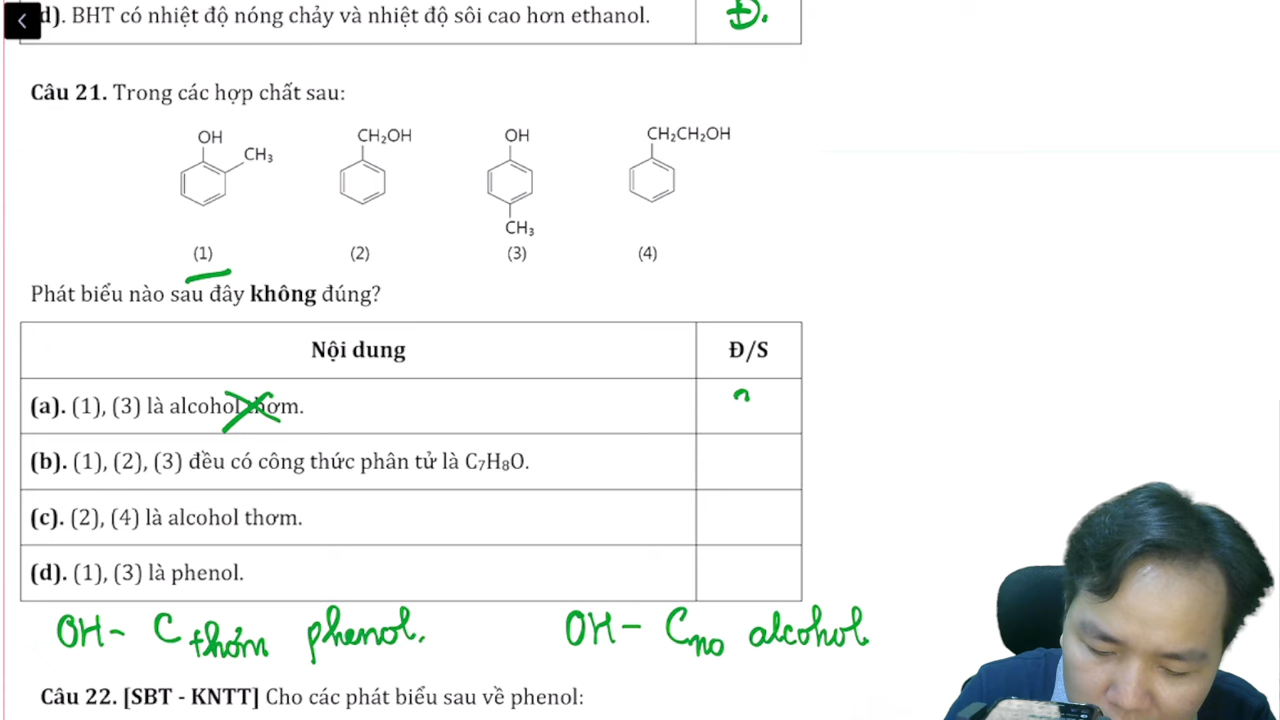 d). BHT có nhiệt độ nóng chảy và nhiệt độ sôi cao hơn ethanol. Đ.
Câu 21. Trong các hợp chất sau:
OH CH₃ CH₂OH OH CH₂CH₂OH
CH₃
(1) (2) (3) (4)
Phát biểu nào sau đây không đúng?
Nội dung Đ/S
(a). (1), (3) là alcohol thơm.
(b). (1), (2), (3) đều có công thức phân tử là C₇H₈O.
(c). (2), (4) là alcohol thơm.
(d). (1), (3) là phenol.
OH- C thơm phenol. OH- C no alcohol
Câu 22. [SBT - KNTT] Cho các phát biểu sau về phenol: